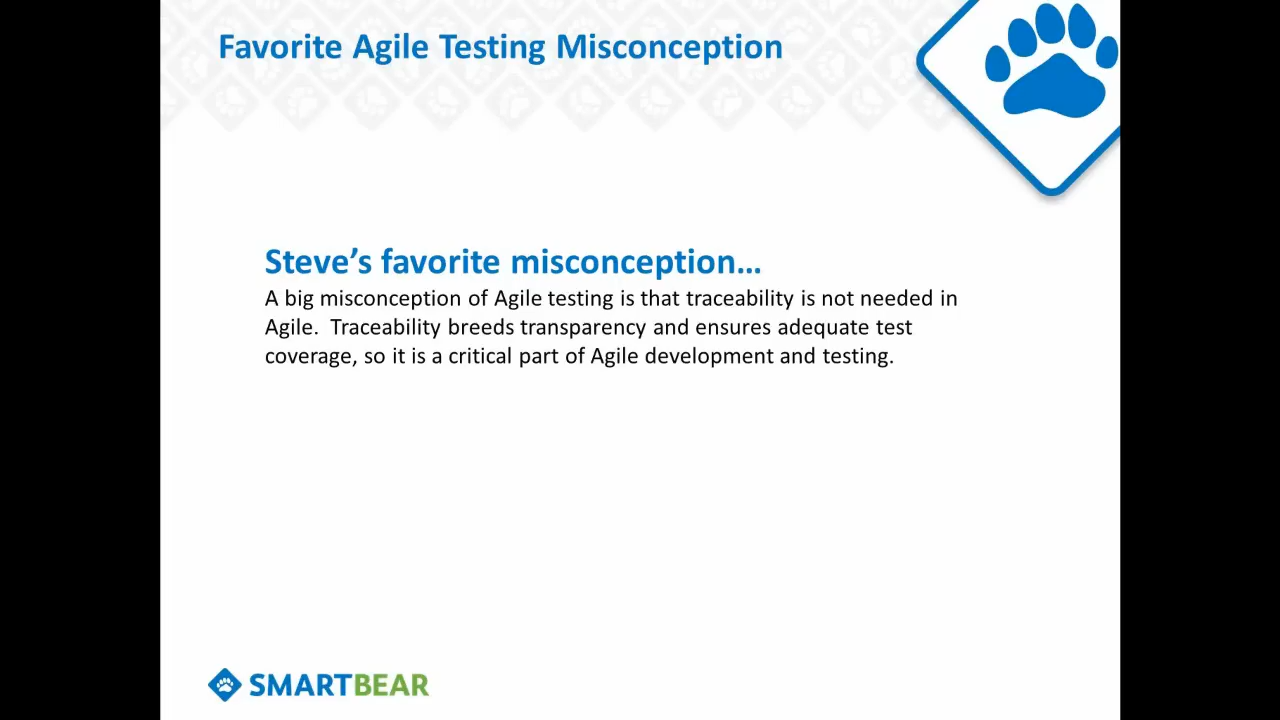 Favorite Agile Testing Misconception
Steve’s favorite misconception…
A big misconception of Agile testing is that traceability is not needed in
Agile.  Traceability breeds transparency and ensures adequate test
coverage, so it is a critical part of Agile development and testing.
SMARTBEAR